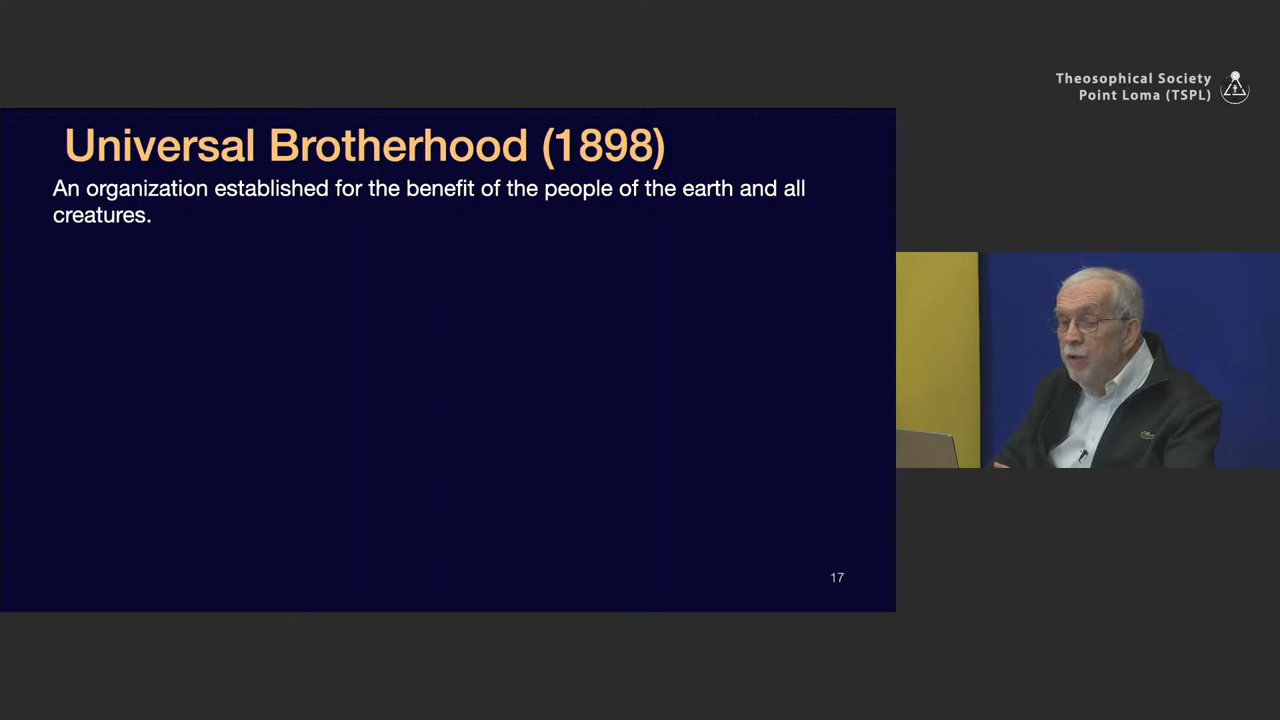 Theosophical Society
Point Loma (TSPL)
Universal Brotherhood (1898)
An organization established for the benefit of the people of the earth and all
creatures.
17